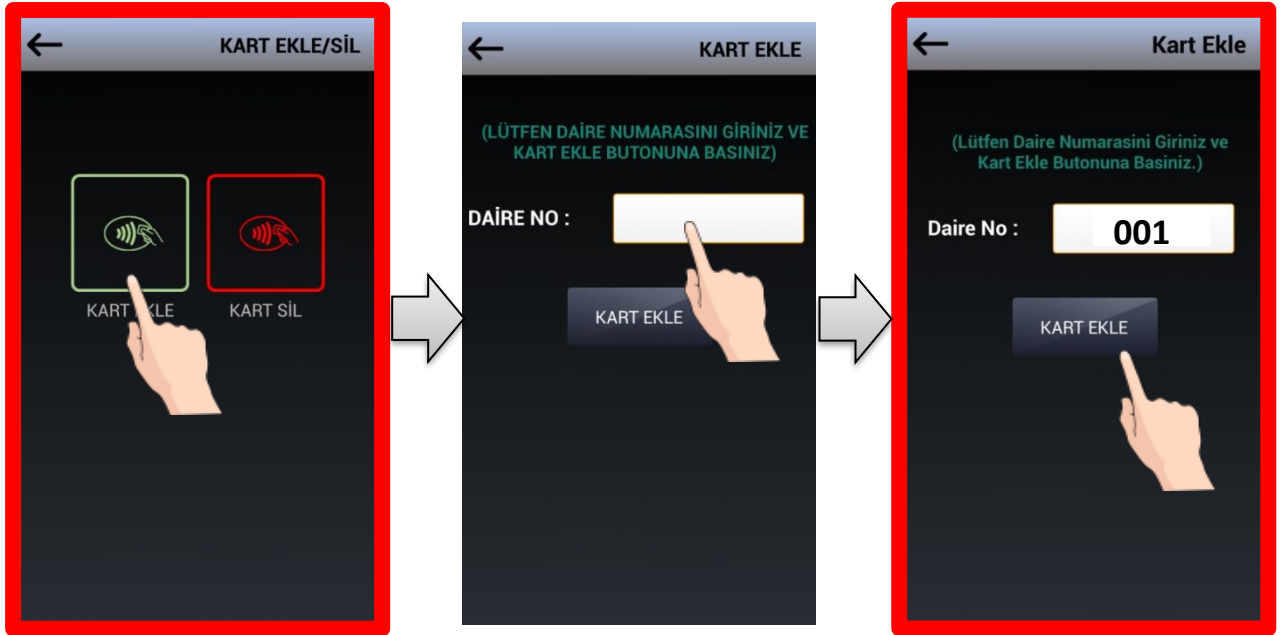 KART EKLE/SİL
KART EKLE
KART SİL
KART EKLE
(LÜTFEN DAİRE NUMARASINI GİRİNİZ VE
KART EKLE BUTONUNA BASINIZ)
DAİRE NO :
KART EKLE
Kart Ekle
(Lütfen Daire Numarasini Giriniz ve
Kart Ekle Butonuna Basiniz.)
Daire No :
001
KART EKLE